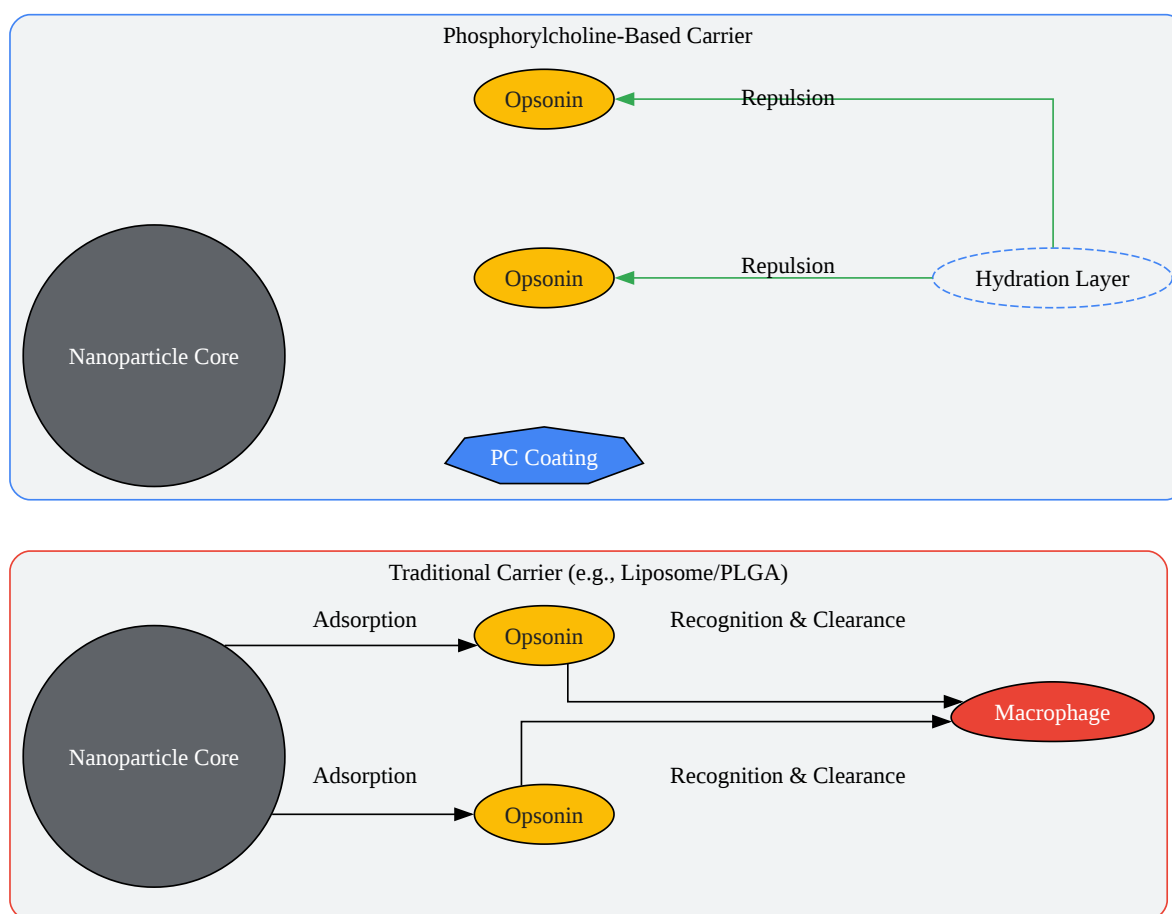 Phosphorylcholine-Based Carrier
Opsonin
Repulsion
Opsonin
Repulsion
Hydration Layer
Nanoparticle Core
PC Coating
Traditional Carrier (e.g., Liposome/PLGA)
Adsorption
Opsonin
Recognition & Clearance
Macrophage
Nanoparticle Core
Adsorption
Opsonin
Recognition & Clearance